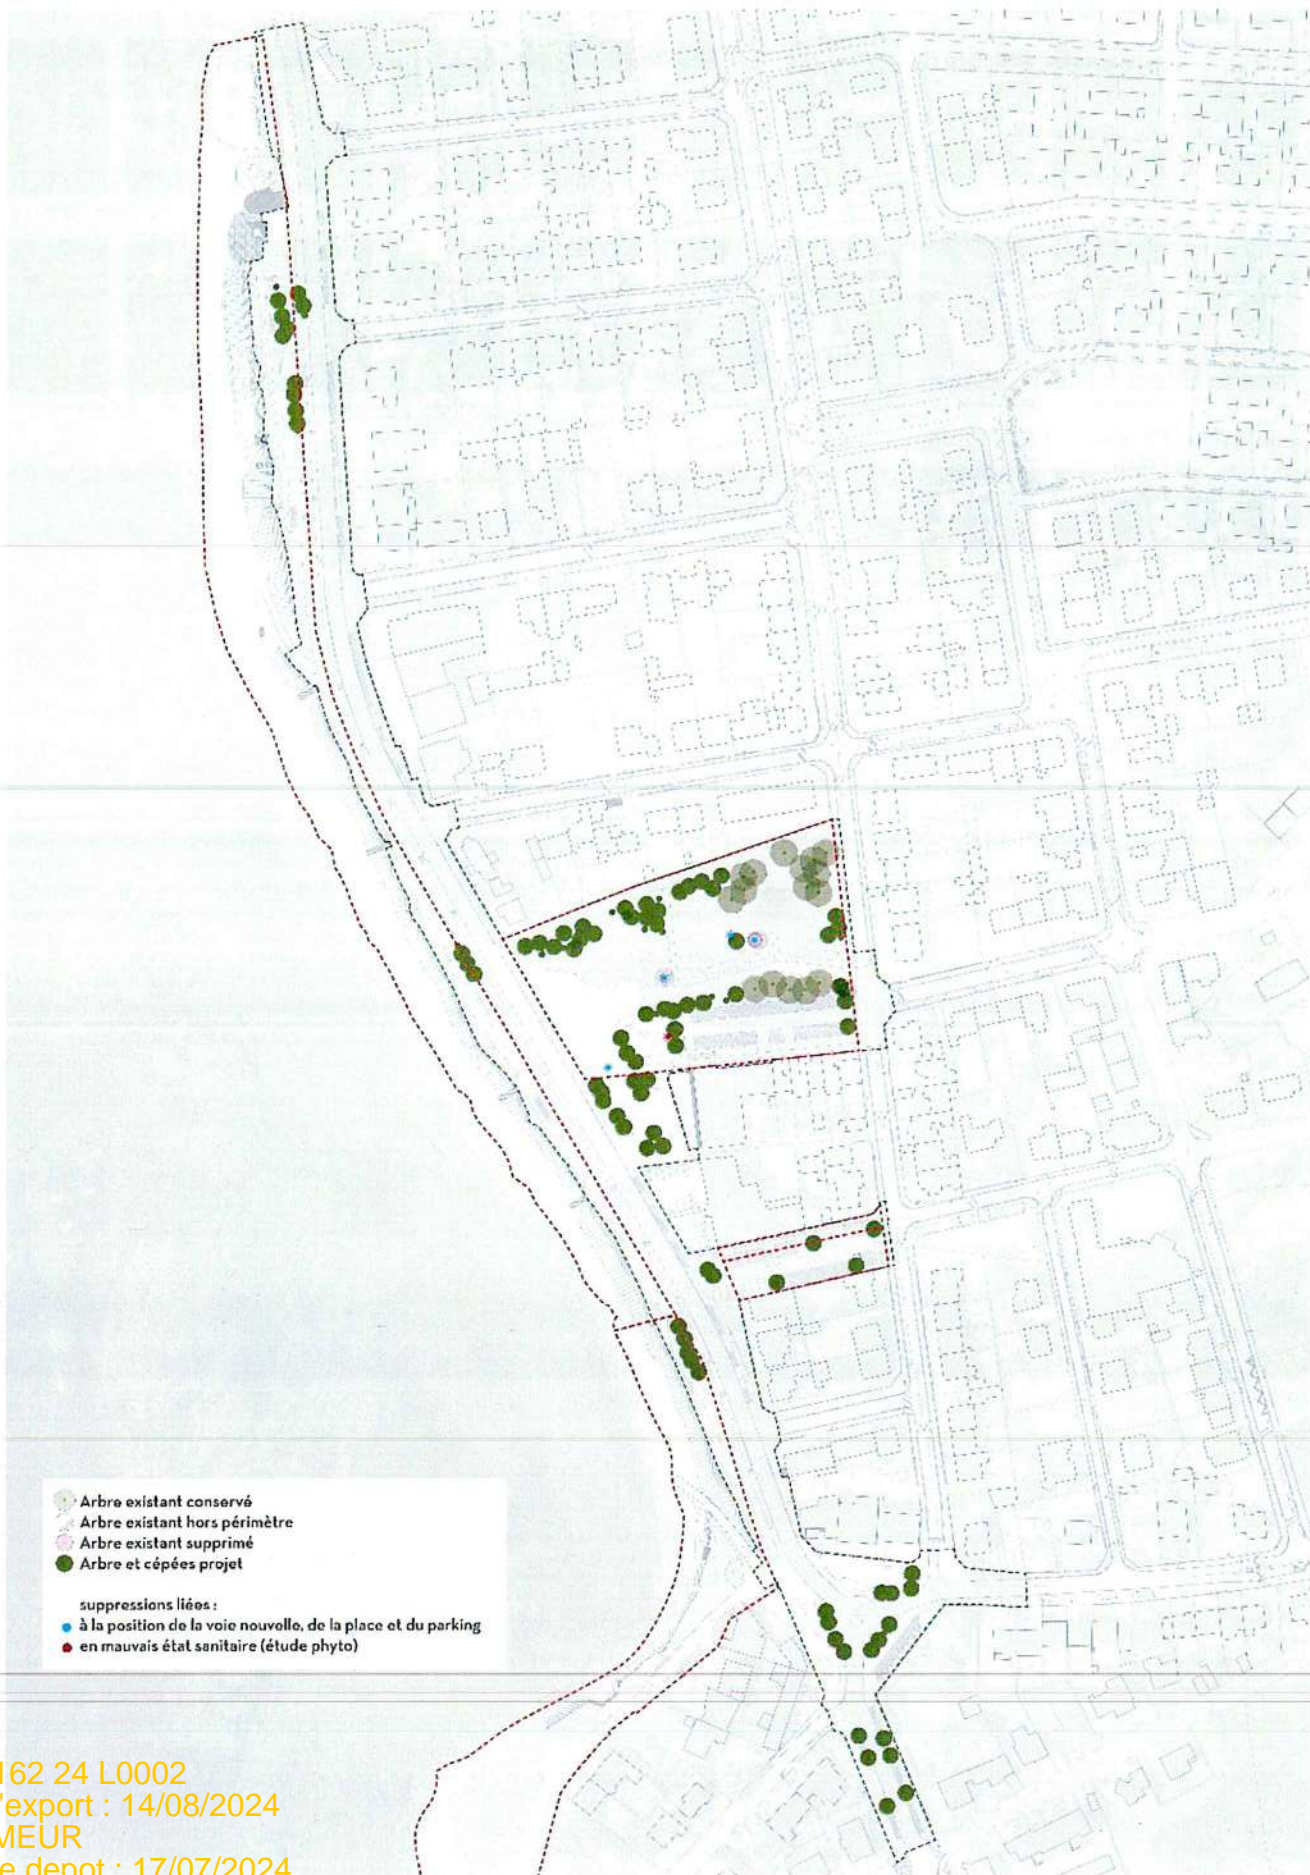 Arbre existant conservé
Arbre existant hors périmètre
Arbre existant supprimé
Arbre et cépées projet
suppressions liées :
à la position de la voie nouvelle, de la place et du parking
en mauvais état sanitaire (étude phyto)
162 24 L0002
'export : 14/08/2024
MEUR
e depot : 17/07/2024